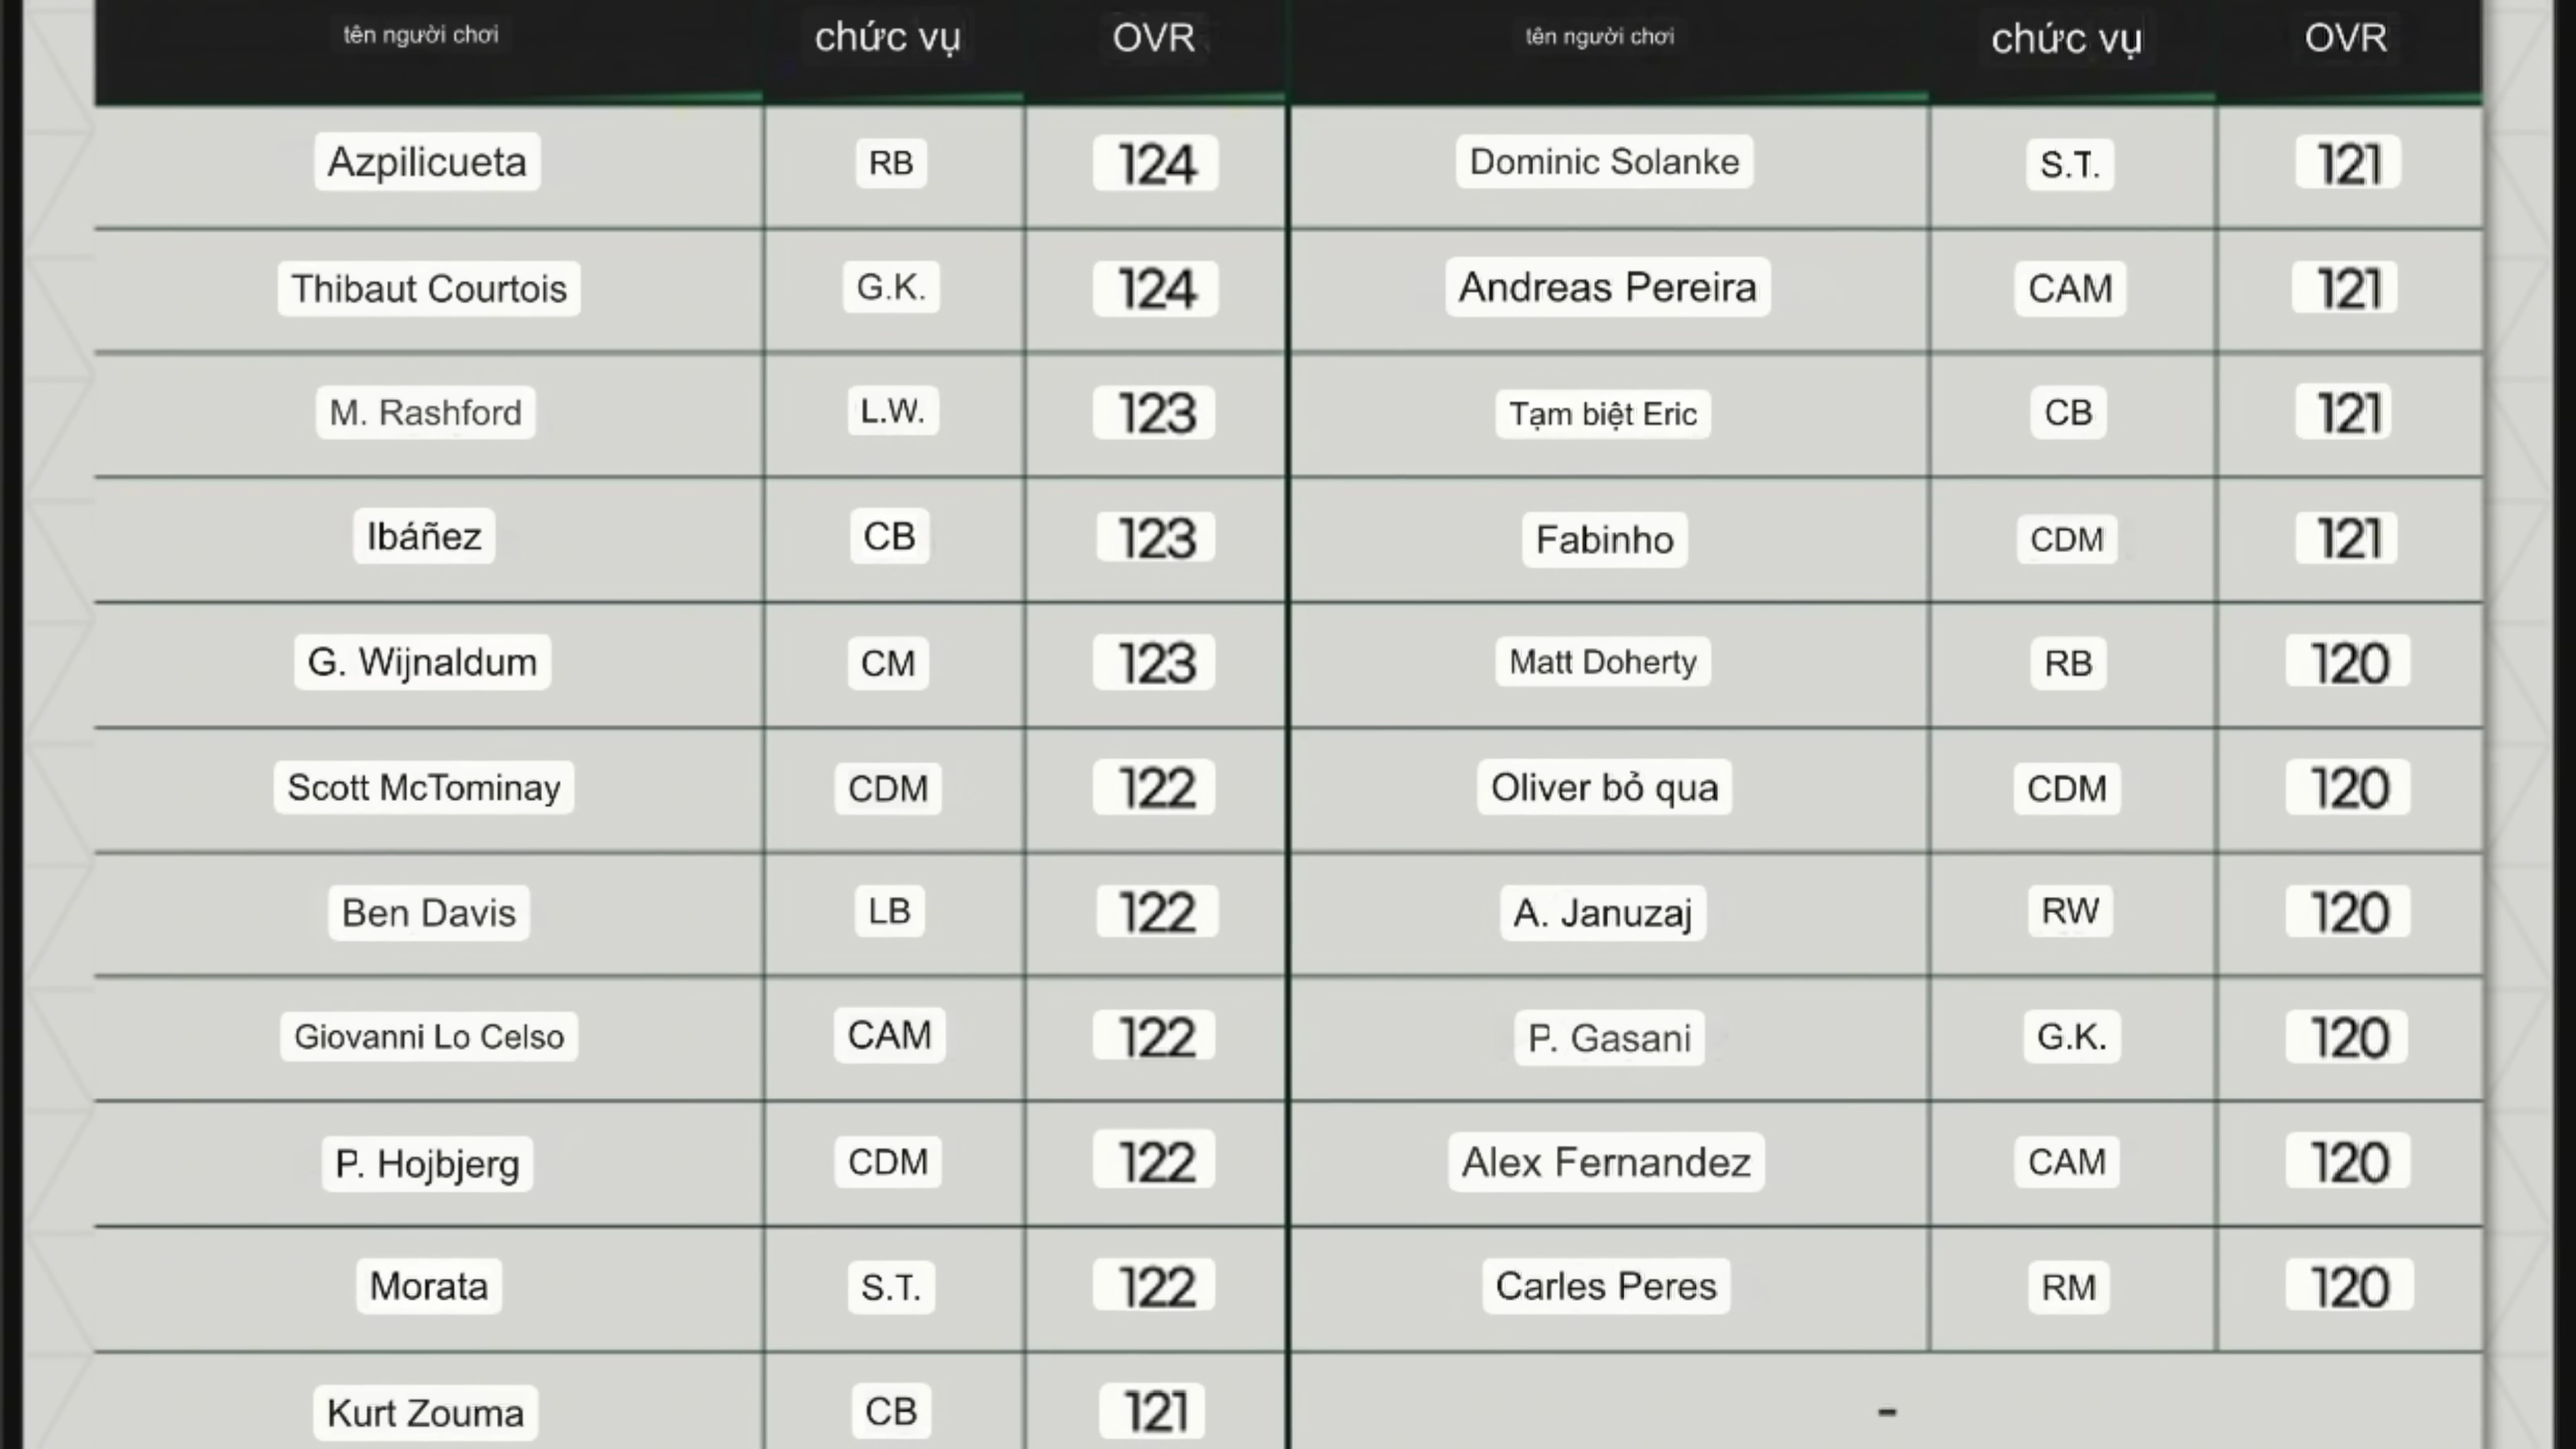 tên người chơi chức vụ OVR tên người chơi chức vụ OVR
Azpilicueta RB 124 Dominic Solanke S.T. 121
Thibaut Courtois G.K. 124 Andreas Pereira CAM 121
M. Rashford L.W. 123 Tạm biệt Eric CB 121
Ibáñez CB 123 Fabinho CDM 121
G. Wijnaldum CM 123 Matt Doherty RB 120
Scott McTominay CDM 122 Oliver bỏ qua CDM 120
Ben Davis LB 122 A. Januzaj RW 120
Giovanni Lo Celso CAM 122 P. Gasani G.K. 120
P. Hojbjerg CDM 122 Alex Fernandez CAM 120
Morata S.T. 122 Carles Peres RM 120
Kurt Zouma CB 121 -